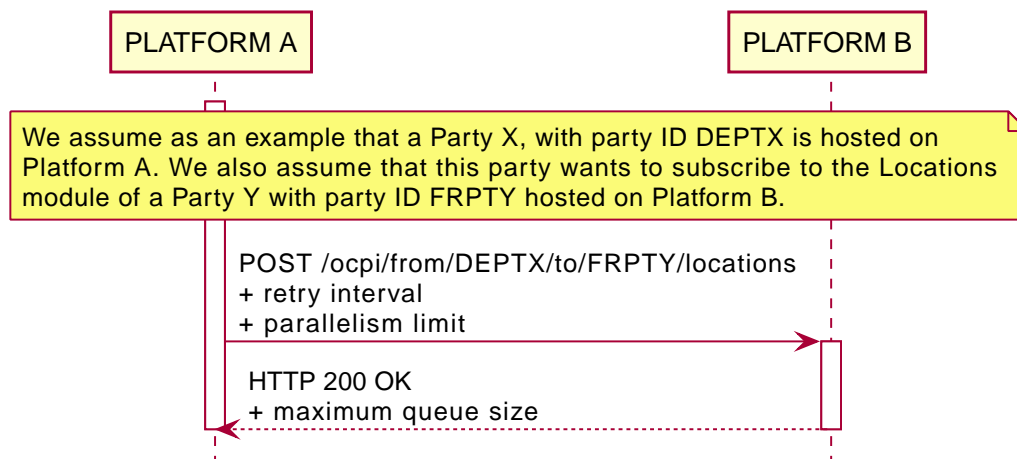 PLATFORM A
PLATFORM B
We assume as an example that a Party X, with party ID DEPTX is hosted on
Platform A. We also assume that this party wants to subscribe to the Locations
module of a Party Y with party ID FRPTY hosted on Platform B.
POST /ocpi/from/DEPTX/to/FRPTY/locations
+ retry interval
+ parallelism limit
HTTP 200 OK
+ maximum queue size